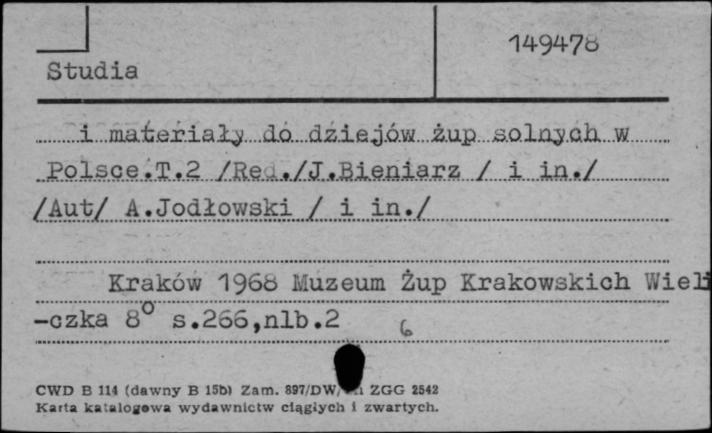 149478
Studia
i materiały do dziejów żup solnych w
Polsce.T.2 /Red./J.Bieniarz / i in./
/Aut/ A.Jodłowski / i in./
Kraków 1968 Muzeum Żup Krakowskich Wieli
-czka 8° s.266,nlb.2 6
CWD B 114 (dawny B 15b) Zam. 897/DW/ ZGG 2542
Karta katalogowa wydawnictw ciągłych i zwartych.